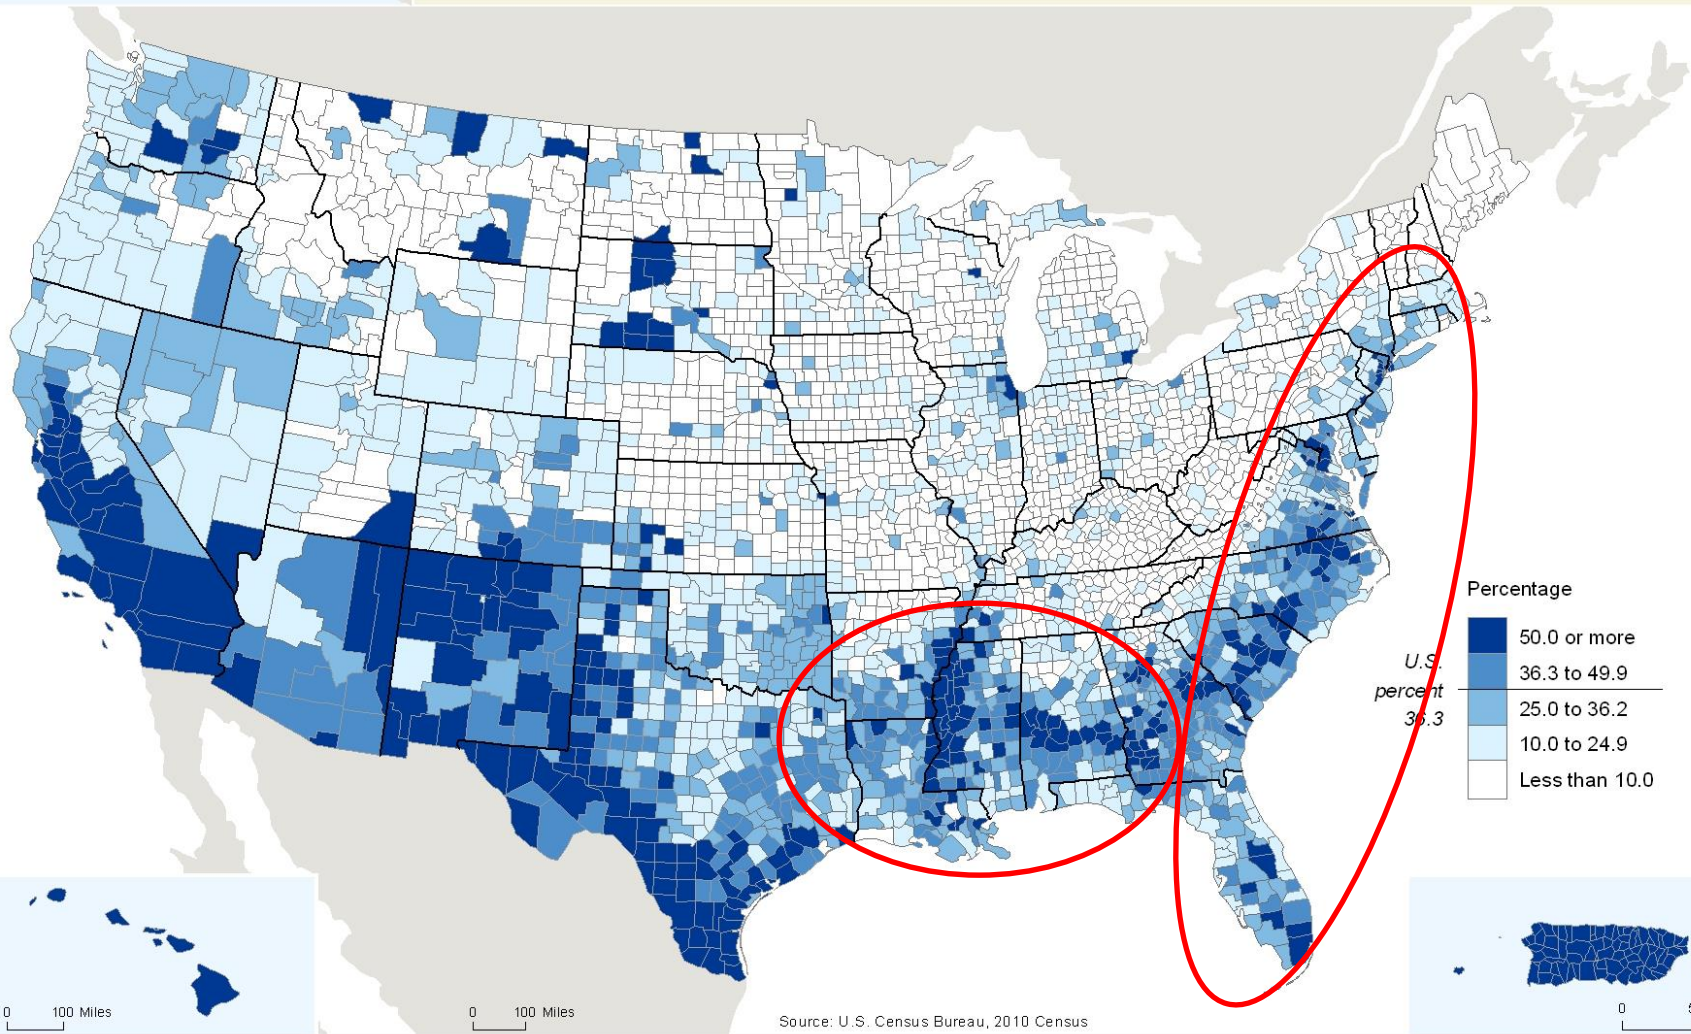 Percentage
50.0 or more
36.3 to 49.9
25.0 to 36.2
10.0 to 24.9
Less than 10.0
U.S.
percent
36.3
0 100 Miles
0 100 Miles
Source: U.S. Census Bureau, 2010 Census
0